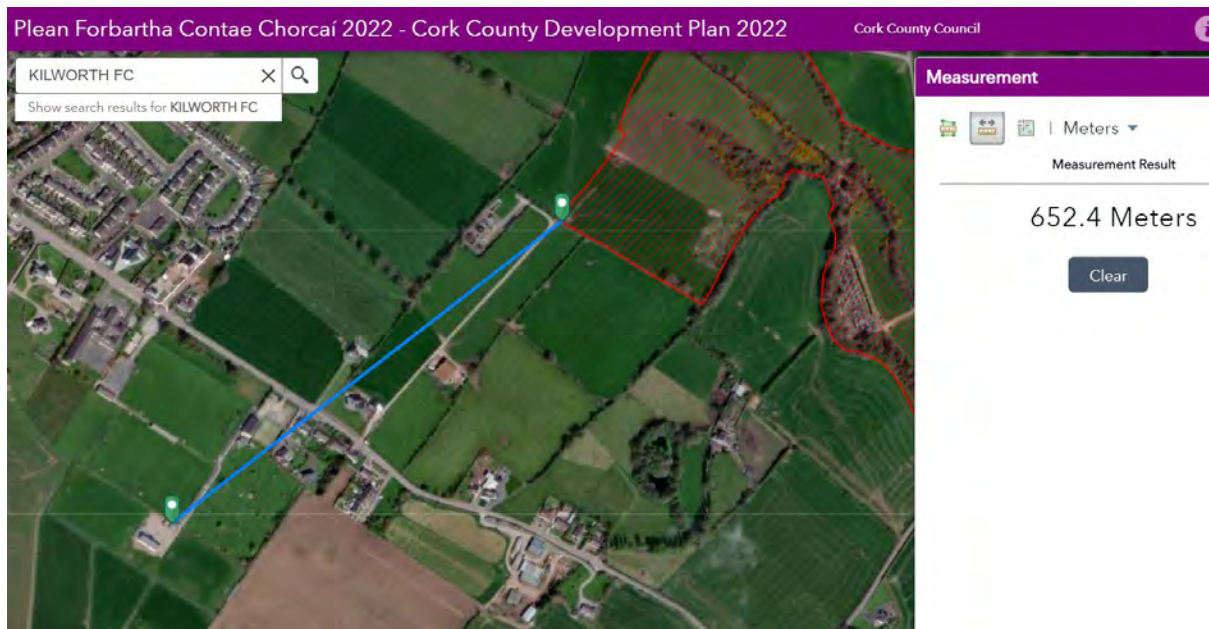 Plean Forbartha Contae Chorcaí 2022 - Cork County Development Plan 2022
Cork County Council
i
KILWORTH FC
Show search results for KILWORTH FC
Measurement
| Meters
Measurement Result
652.4 Meters
Clear